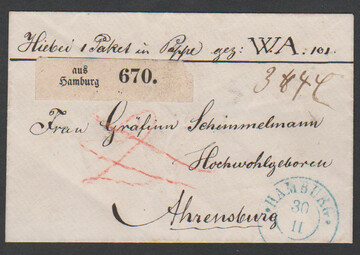 Hiebei 1 Paket in Pappe gez: W.A: 101.
aus
Hamburg 670.
Frau Gräfinn Schimmelmann
Hochwohlgeboren
Ahrensburg
HAMBURG
30
11